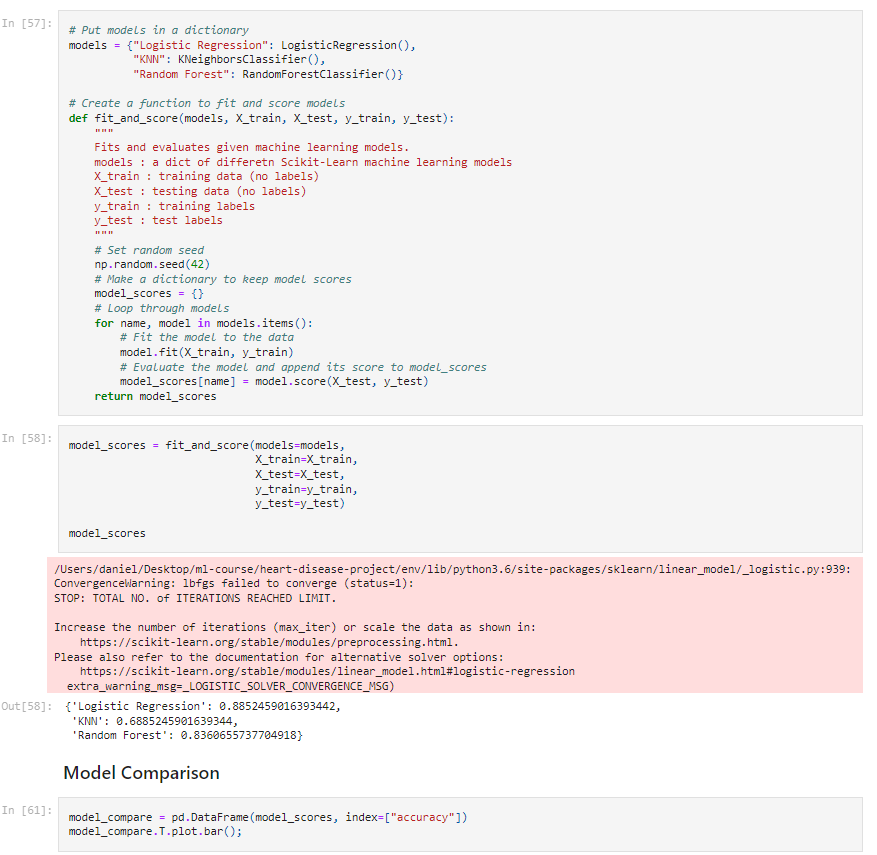 In [57]:
# Put models in a dictionary
models = {"Logistic Regression": LogisticRegression(),
          "KNN": KNeighborsClassifier(),
          "Random Forest": RandomForestClassifier()}

# Create a function to fit and score models
def fit_and_score(models, X_train, X_test, y_train, y_test):
    """
    Fits and evaluates given machine learning models.
    models : a dict of differetn Scikit-Learn machine learning models
    X_train : training data (no labels)
    X_test : testing data (no labels)
    y_train : training labels
    y_test : test labels
    """
    # Set random seed
    np.random.seed(42)
    # Make a dictionary to keep model scores
    model_scores = {}
    # Loop through models
    for name, model in models.items():
        # Fit the model to the data
        model.fit(X_train, y_train)
        # Evaluate the model and append its score to model_scores
        model_scores[name] = model.score(X_test, y_test)
    return model_scores
In [58]:
model_scores = fit_and_score(models=models,
                             X_train=X_train,
                             X_test=X_test,
                             y_train=y_train,
                             y_test=y_test)

model_scores
/Users/daniel/Desktop/ml-course/heart-disease-project/env/lib/python3.6/site-packages/sklearn/linear_model/_logistic.py:939:
ConvergenceWarning: lbfgs failed to converge (status=1):
STOP: TOTAL NO. of ITERATIONS REACHED LIMIT.

Increase the number of iterations (max_iter) or scale the data as shown in:
    https://scikit-learn.org/stable/modules/preprocessing.html.
Please also refer to the documentation for alternative solver options:
    https://scikit-learn.org/stable/modules/linear_model.html#logistic-regression
  extra_warning_msg=_LOGISTIC_SOLVER_CONVERGENCE_MSG)
Out[58]: {'Logistic Regression': 0.8852459016393442,
 'KNN': 0.6885245901639344,
 'Random Forest': 0.8360655737704918}
Model Comparison
In [61]:
model_compare = pd.DataFrame(model_scores, index=["accuracy"])
model_compare.T.plot.bar();